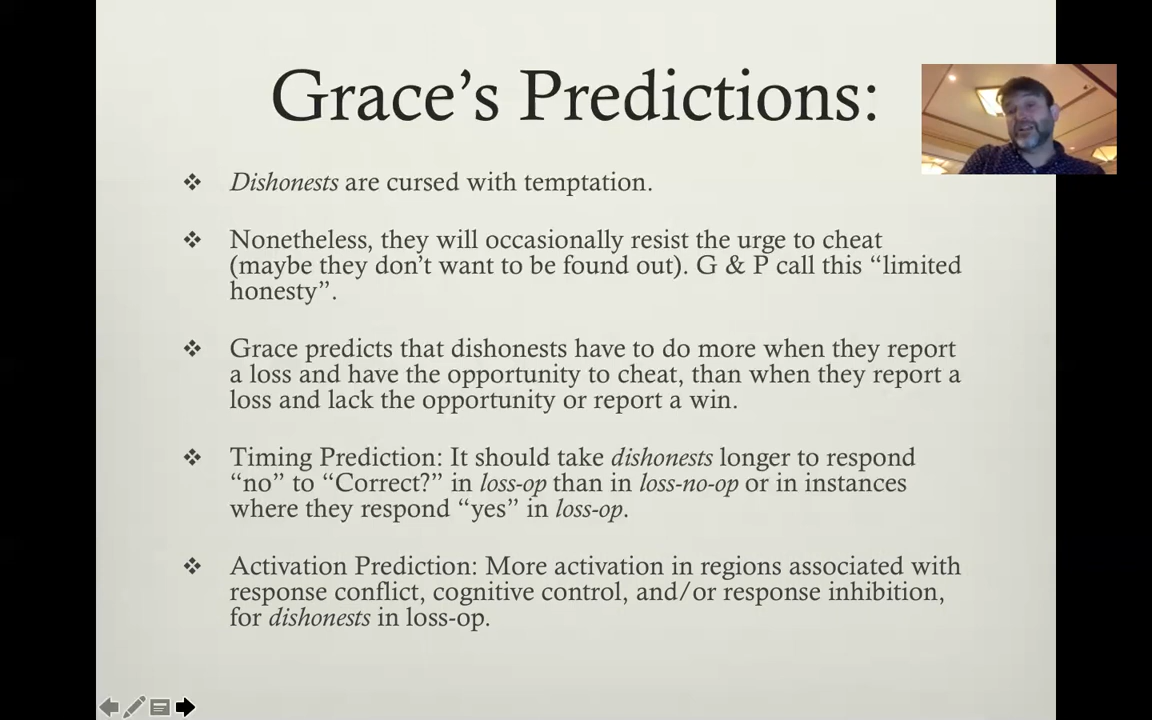 Grace’s Predictions:
Dishonests are cursed with temptation.
Nonetheless, they will occasionally resist the urge to cheat
(maybe they don’t want to be found out). G & P call this “limited
honesty”.
Grace predicts that dishonests have to do more when they report
a loss and have the opportunity to cheat, than when they report a
loss and lack the opportunity or report a win.
Timing Prediction: It should take dishonests longer to respond
“no” to “Correct?” in loss-op than in loss-no-op or in instances
where they respond “yes” in loss-op.
Activation Prediction: More activation in regions associated with
response conflict, cognitive control, and/or response inhibition,
for dishonests in loss-op.